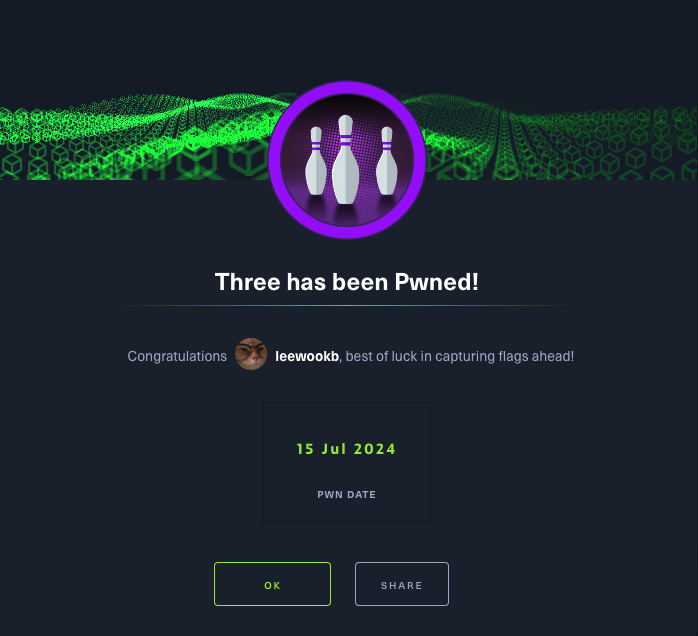 Three has been Pwned!
Congratulations leewookb, best of luck in capturing flags ahead!
15 Jul 2024
PWN DATE
OK
SHARE